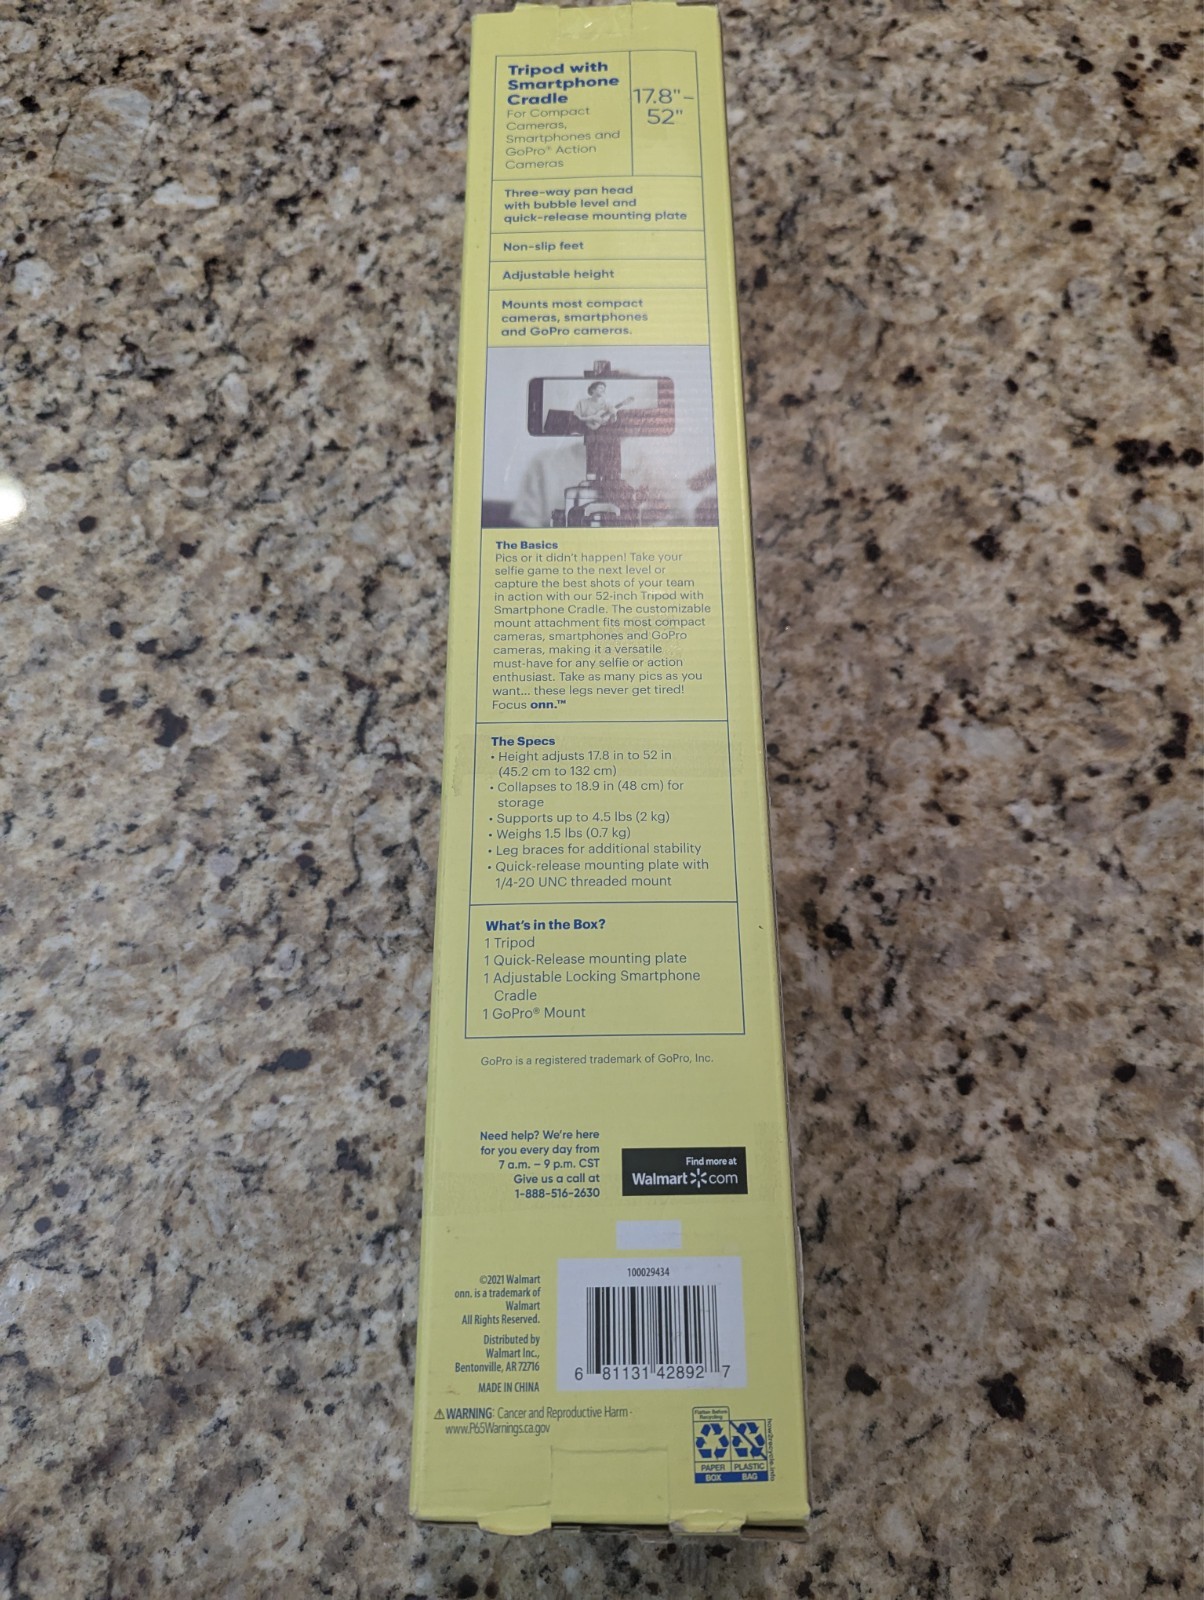 Tripod with
Smartphone
Cradle
For Compact
Cameras,
Smartphones and
GoPro® Action
Cameras
17.8"–
52"
Three-way pan head
with bubble level and
quick-release mounting plate
Non-slip feet
Adjustable height
Mounts most compact
cameras, smartphones
and GoPro cameras.
The Basics
Pics or it didn't happen! Take your
selfie game to the next level or
capture the best shots of your team
in action with our 52-inch Tripod with
Smartphone Cradle. The customizable
mount attachment fits most compact
cameras, smartphones and GoPro
cameras, making it a versatile
must-have for any selfie or action
enthusiast. Take as many pics as you
want... these legs never get tired!
Focus onn.™
The Specs
• Height adjusts 17.8 in to 52 in
(45.2 cm to 132 cm)
• Collapses to 18.9 in (48 cm) for
storage
• Supports up to 4.5 lbs (2 kg)
• Weighs 1.5 lbs (0.7 kg)
• Leg braces for additional stability
• Quick-release mounting plate with
1/4-20 UNC threaded mount
What's in the Box?
1 Tripod
1 Quick-Release mounting plate
1 Adjustable Locking Smartphone
Cradle
1 GoPro® Mount
GoPro is a registered trademark of GoPro, Inc.
Need help? We're here
for you every day from
7 a.m. – 9 p.m. CST
Give us a call at
1-888-516-2630
Find more at
Walmart com
100029434
6 81131 42892 7
©2021 Walmart
onn. is a trademark of
Walmart
All Rights Reserved.
Distributed by
Walmart Inc.,
Bentonville, AR 72716
MADE IN CHINA
⚠WARNING: Cancer and Reproductive Harm -
www.P65Warnings.ca.gov
Flatten Before
Recycling
PAPER
BOX
PLASTIC
BAG
how2recycle.info